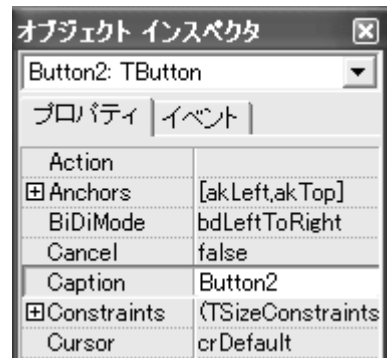 オブジェクト インスペクタ
Button2: TButton
プロパティ イベント
Action
Anchors [akLeft,akTop]
BiDiMode bdLeftToRight
Cancel false
Caption Button2
Constraints (TSizeConstraints
Cursor crDefault